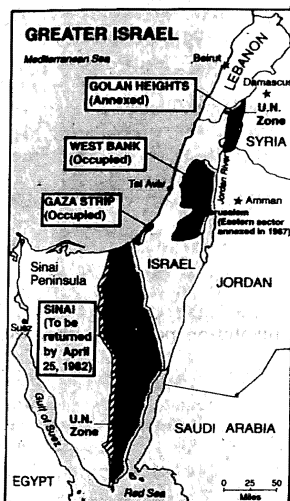 GREATER ISRAEL
Mediterranean Sea
Beirut
LEBANON
Damascus
GOLAN HEIGHTS
(Annexed)
U.N.
Zone
SYRIA
WEST BANK
(Occupied)
Tel Aviv
Jordan River
Amman
GAZA STRIP
(Occupied)
Jerusalem
(Eastern sector
annexed in 1967)
Sinai
Peninsula
ISRAEL
JORDAN
SINAI
(To be
returned
by April
25, 1982)
Suez
Gulf of Suez
U.N.
Zone
SAUDI ARABIA
EGYPT
Red Sea
0 25 50
Miles